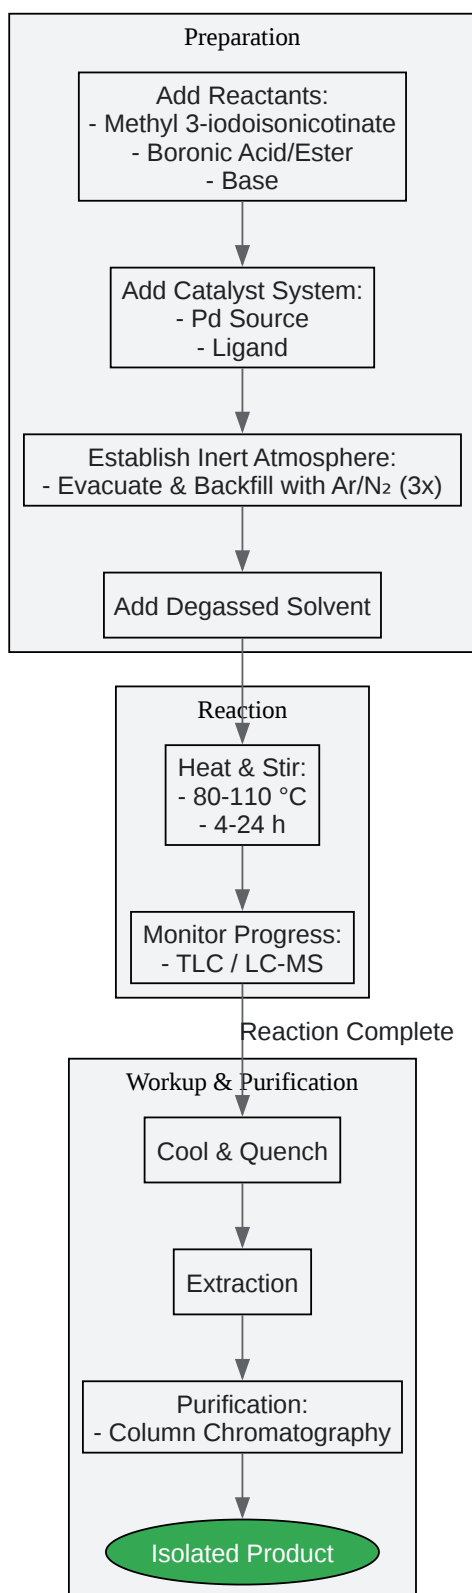 Preparation
Add Reactants:
- Methyl 3-iodoisonicotinate
- Boronic Acid/Ester
- Base
Add Catalyst System:
- Pd Source
- Ligand
Establish Inert Atmosphere:
- Evacuate & Backfill with Ar/N₂ (3x)
Add Degassed Solvent
Reaction
Heat & Stir:
- 80-110 °C
- 4-24 h
Monitor Progress:
- TLC / LC-MS
Reaction Complete
Workup & Purification
Cool & Quench
Extraction
Purification:
- Column Chromatography
Isolated Product